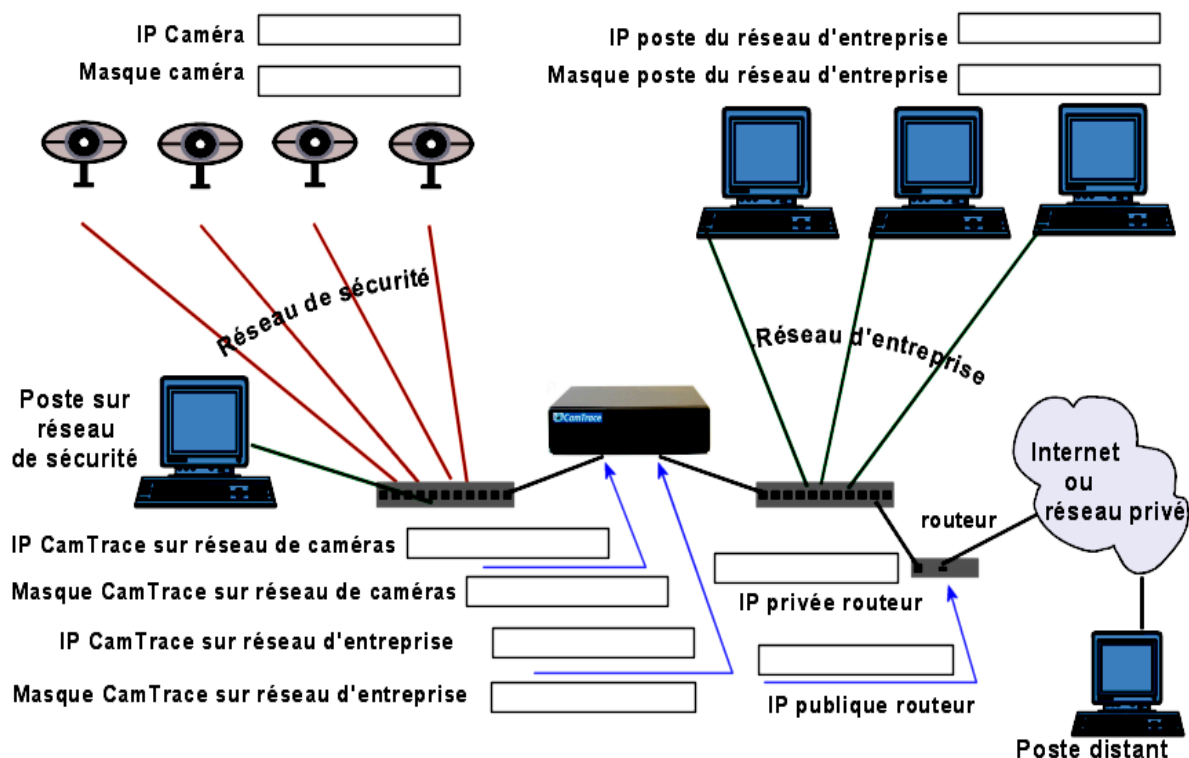 IP Caméra
Masque caméra
IP poste du réseau d'entreprise
Masque poste du réseau d'entreprise
Réseau de sécurité
.Réseau d'entreprise
Poste sur
réseau
de sécurité
CamTrace
Internet
ou
réseau privé
routeur
IP CamTrace sur réseau de caméras
Masque CamTrace sur réseau de caméras
IP CamTrace sur réseau d'entreprise
Masque CamTrace sur réseau d'entreprise
IP privée routeur
IP publique routeur
Poste distant